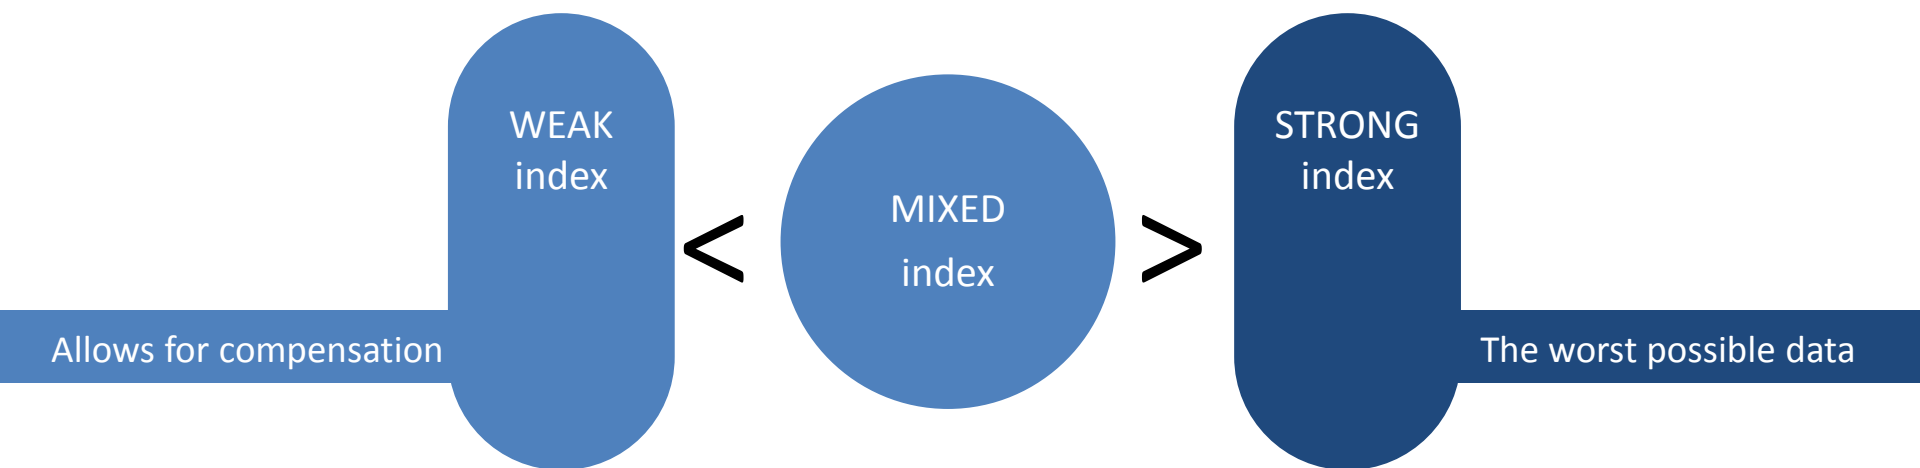 WEAK
index
Allows for compensation
<
MIXED
index
>
STRONG
index
The worst possible data